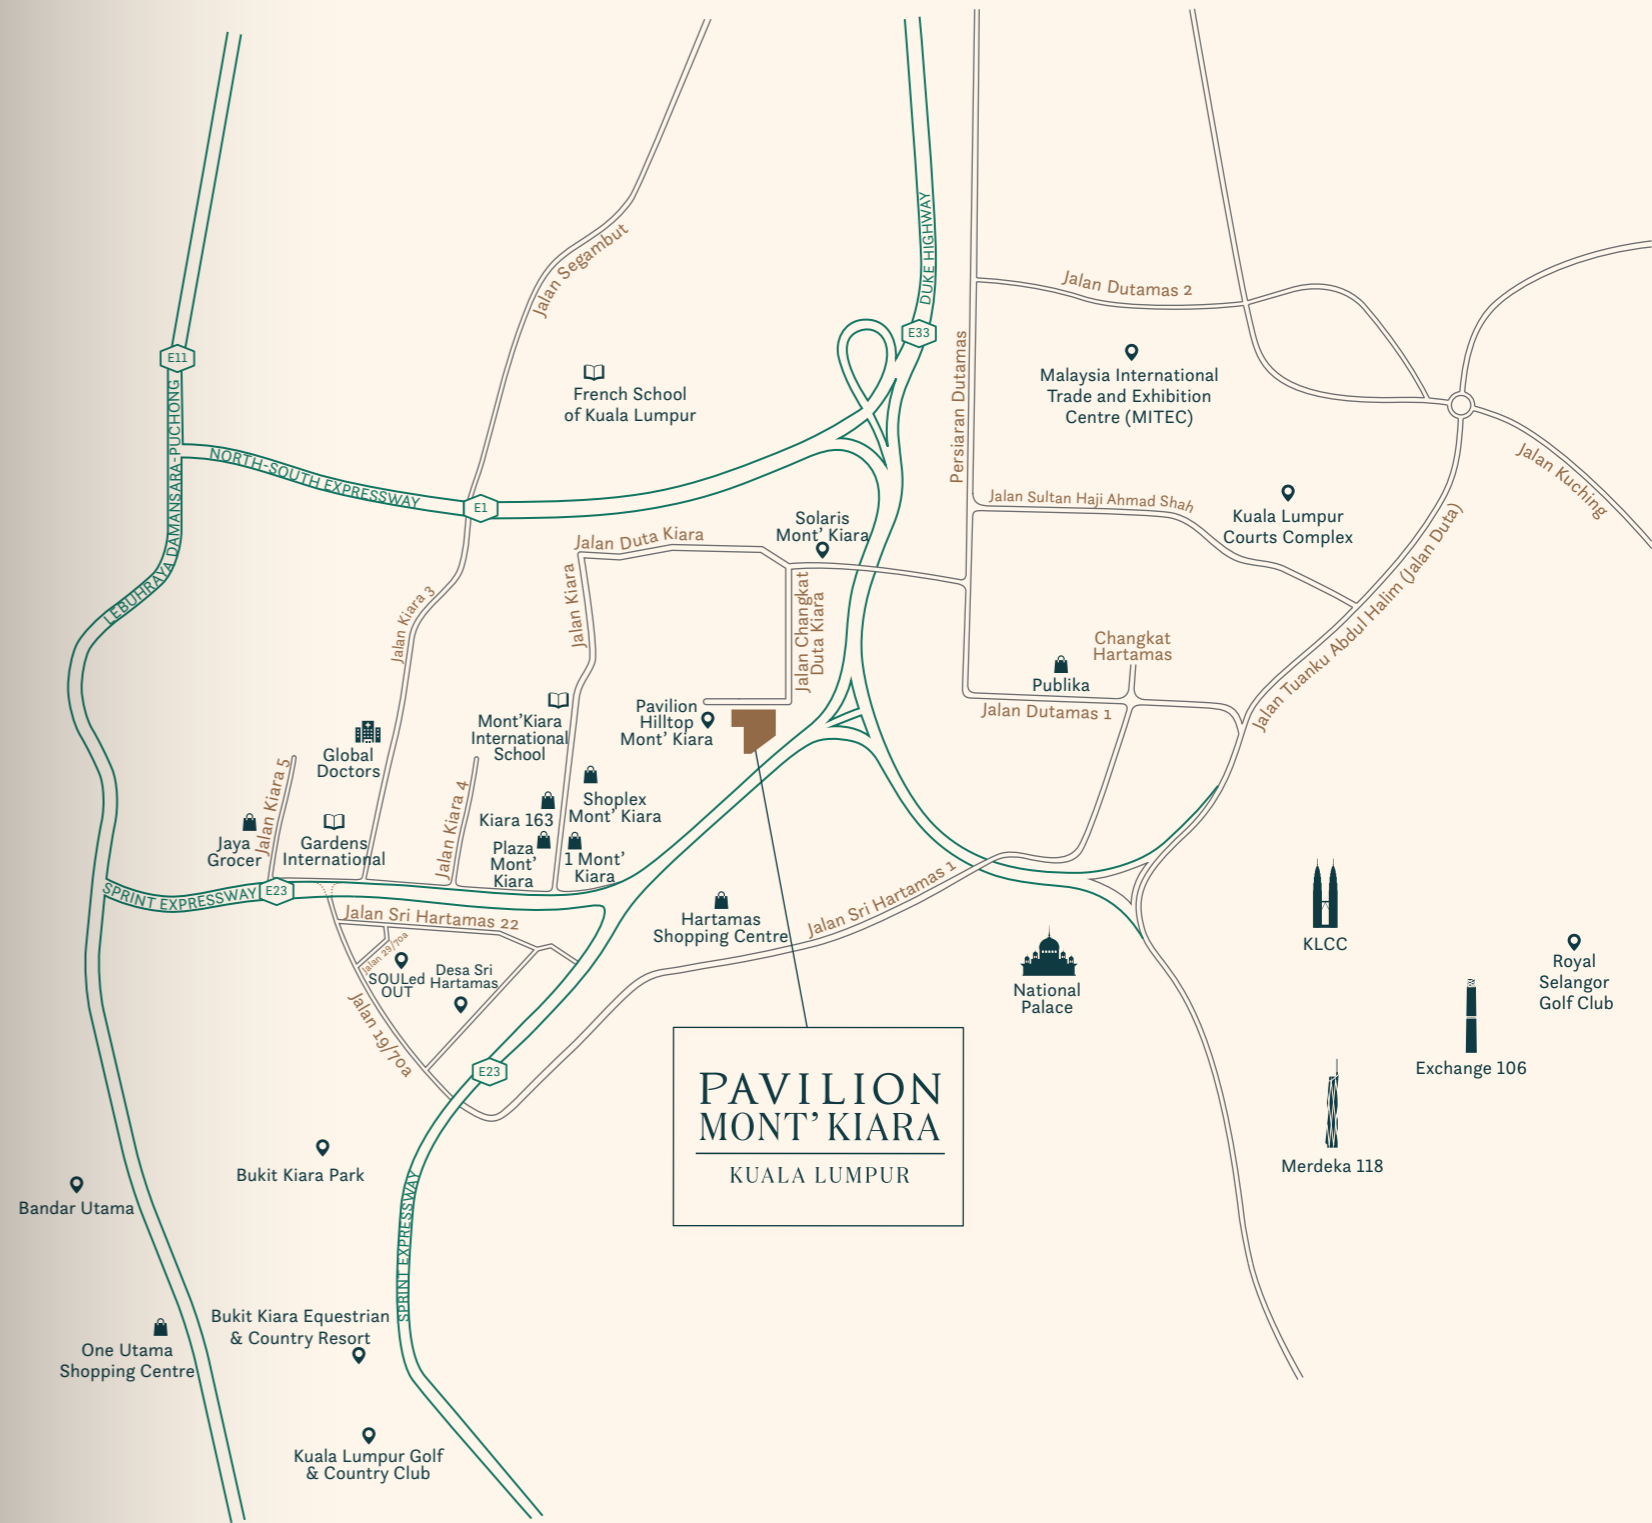 DUKE HIGHWAY
Jalan Segambut
Jalan Dutamas 2
E33
E11
Persiaran Dutamas
Malaysia International
Trade and Exhibition
Centre (MITEC)
French School
of Kuala Lumpur
LEBUHRAYA DAMANSARA-PUCHONG
NORTH-SOUTH EXPRESSWAY
E1
Jalan Kuching
Jalan Sultan Haji Ahmad Shah
Kuala Lumpur
Courts Complex
Solaris
Mont' Kiara
Jalan Duta Kiara
Jalan Kiara
Jalan Kiara 3
Jalan Changkat
Duta Kiara
Jalan Tuanku Abdul Halim (Jalan Duta)
Changkat
Hartamas
Publika
Jalan Dutamas 1
Pavilion
Hilltop
Mont' Kiara
Mont'Kiara
International
School
Global
Doctors
Jalan Kiara 5
Jalan Kiara 4
Shoplex
Mont' Kiara
Kiara 163
Jaya
Grocer
Gardens
International
Plaza
Mont'
Kiara
1 Mont'
Kiara
SPRINT EXPRESSWAY
E23
Jalan Sri Hartamas 22
Hartamas
Shopping Centre
Jalan Sri Hartamas 1
Jalan 29/70a
SOULed
OUT
Desa Sri
Hartamas
Jalan 19/70a
National
Palace
KLCC
Royal
Selangor
Golf Club
Exchange 106
Merdeka 118
E23
PAVILION
MONT' KIARA
KUALA LUMPUR
Bukit Kiara Park
Bandar Utama
SPRINT EXPRESSWAY
Bukit Kiara Equestrian
& Country Resort
One Utama
Shopping Centre
Kuala Lumpur Golf
& Country Club